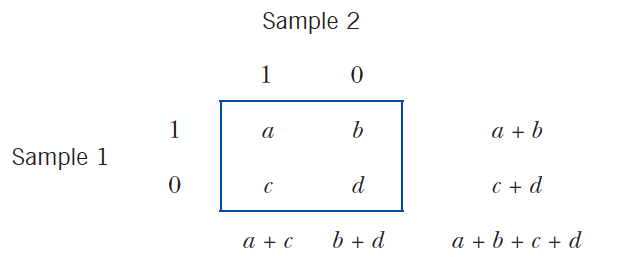 Sample 2
1 0
1 a b a + b
Sample 1
0 c d c + d
a + c b + d a + b + c + d